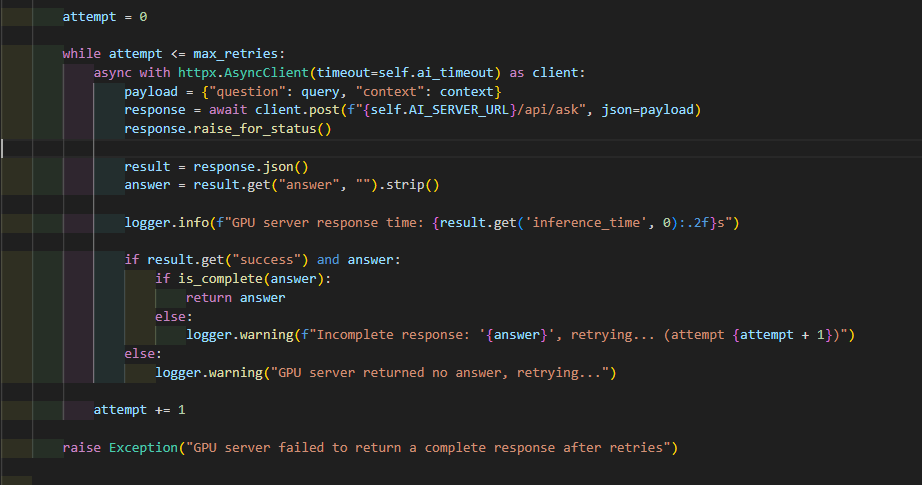 attempt = 0
while attempt <= max_retries:
async with httpx.AsyncClient(timeout=self.ai_timeout) as client:
payload = {"question": query, "context": context}
response = await client.post(f"{self.AI_SERVER_URL}/api/ask", json=payload)
response.raise_for_status()
result = response.json()
answer = result.get("answer", "").strip()
logger.info(f"GPU server response time: {result.get('inference_time', 0):.2f}s")
if result.get("success") and answer:
if is_complete(answer):
return answer
else:
logger.warning(f"Incomplete response: '{answer}', retrying... (attempt {attempt + 1})")
else:
logger.warning("GPU server returned no answer, retrying...")
attempt += 1
raise Exception("GPU server failed to return a complete response after retries")